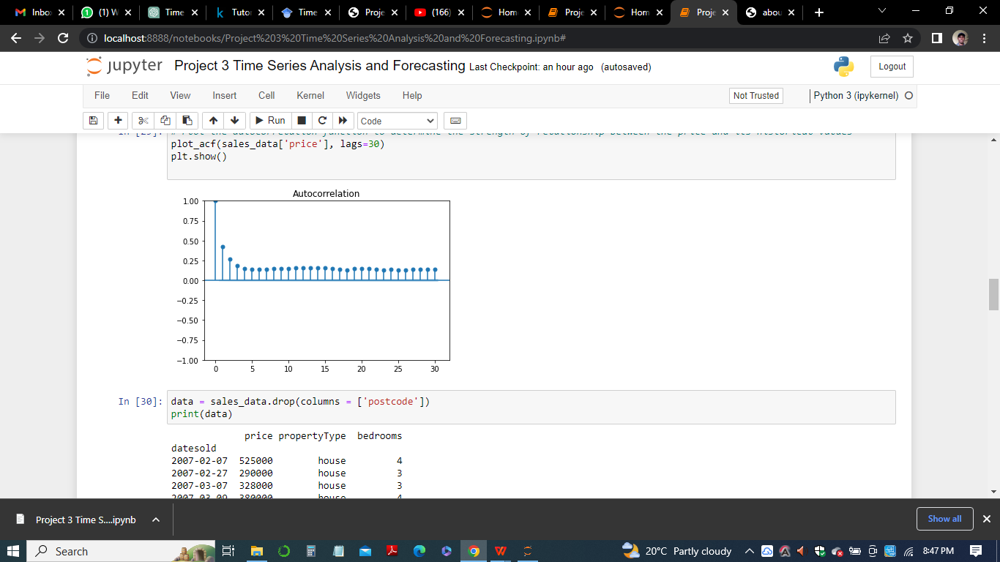 Inbo
(1) W
Time
Tutor
Time
Proje
(166)
Hom
Proje
Hom
Proje
abou
localhost:8888/notebooks/Project%203%20Time%20Series%20Analysis%20and%20Forecasting.ipynb#
jupyter Project 3 Time Series Analysis and Forecasting Last Checkpoint: an hour ago (autosaved)
Logout
File Edit View Insert Cell Kernel Widgets Help
Not Trusted
Python 3 (ipykernel)
Run
Code
In [29]: # Plot the autocorrelation function to determine the strength of relationship between the price and its historical values
plot_acf(sales_data['price'], lags=30)
plt.show()
Autocorrelation
1.00
0.75
0.50
0.25
0.00
−0.25
−0.50
−0.75
−1.00
0 5 10 15 20 25 30
In [30]: data = sales_data.drop(columns = ['postcode'])
print(data)
price propertyType bedrooms
datesold
2007-02-07 525000 house 4
2007-02-27 290000 house 3
2007-03-07 328000 house 3
2007-03-09 380000 house 4
Project 3 Time S....ipynb
Show all
Search
20°C Partly cloudy
8:47 PM